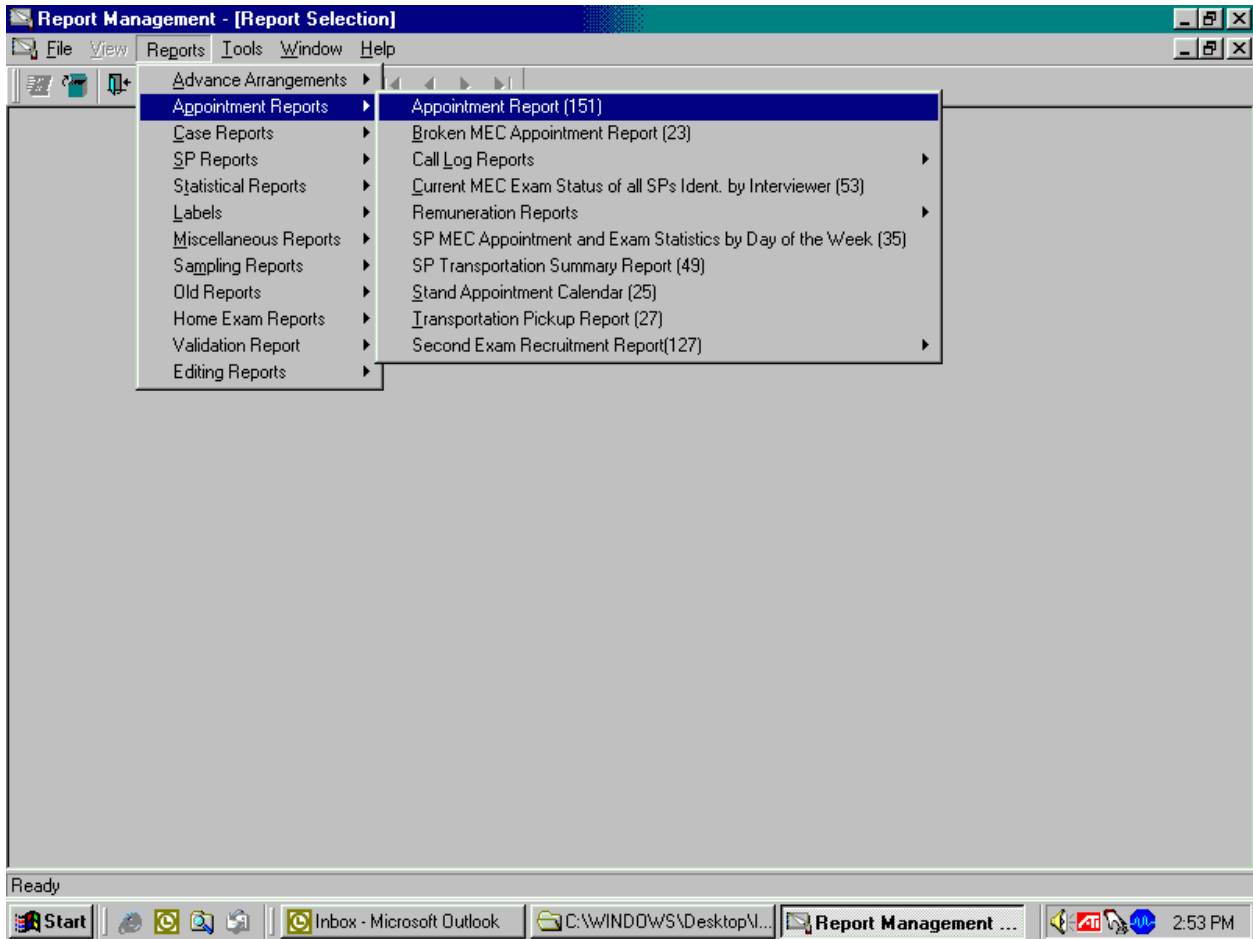 Report Management - [Report Selection]
File View Reports Tools Window Help
Advance Arrangements
Appointment Reports
Case Reports
SP Reports
Statistical Reports
Labels
Miscellaneous Reports
Sampling Reports
Old Reports
Home Exam Reports
Validation Report
Editing Reports
Appointment Report (151)
Broken MEC Appointment Report (23)
Call Log Reports
Current MEC Exam Status of all SPs Ident. by Interviewer (53)
Remuneration Reports
SP MEC Appointment and Exam Statistics by Day of the Week (35)
SP Transportation Summary Report (49)
Stand Appointment Calendar (25)
Transportation Pickup Report (27)
Second Exam Recruitment Report(127)
Ready
Start Inbox - Microsoft Outlook C:\WINDOWS\Desktop\I... Report Management ... ATI 2:53 PM